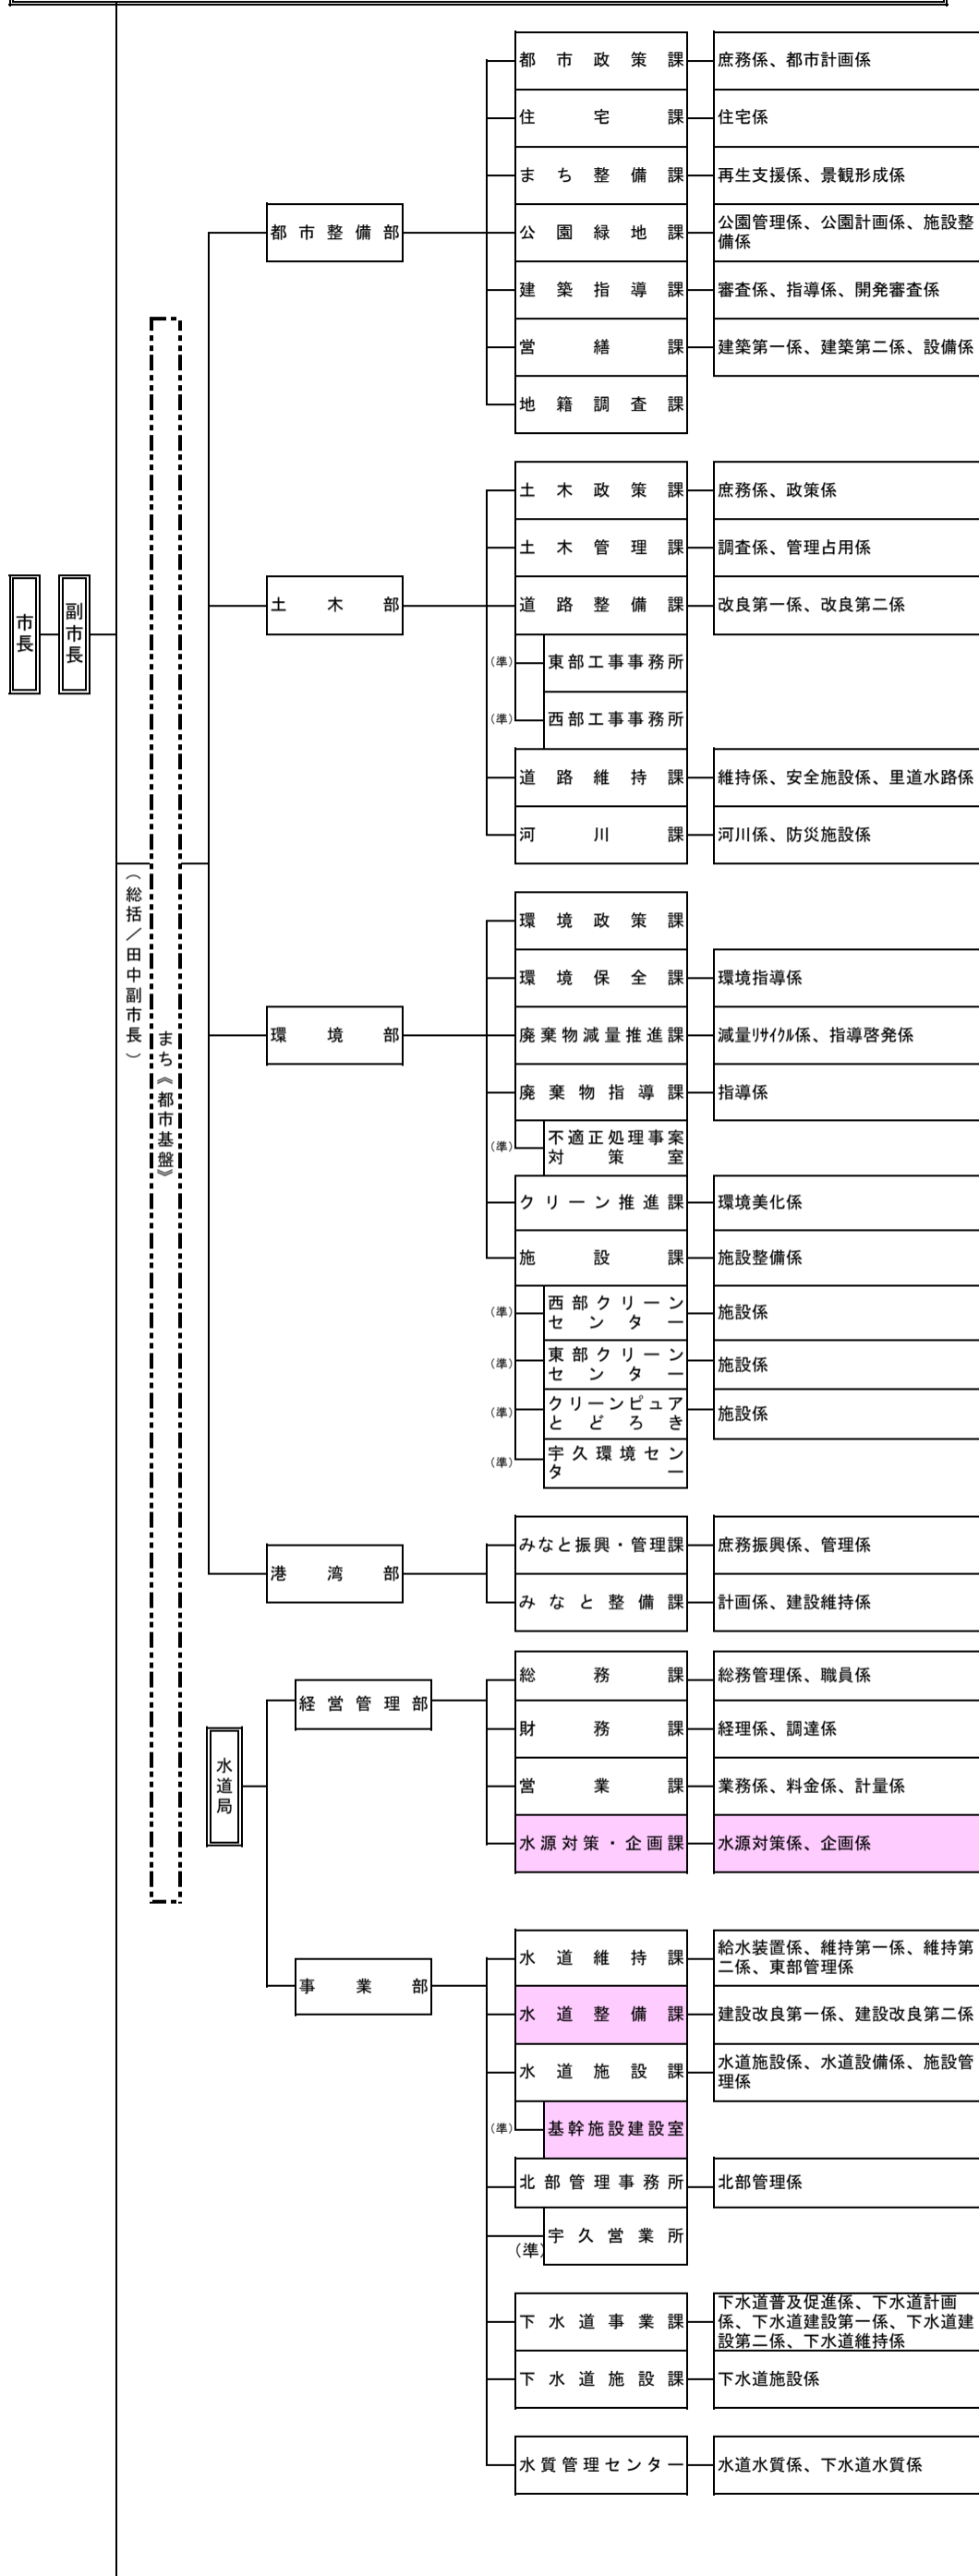 市長
副市長
（総括／田中副市長）
まち《都市基盤》
都市整備部
都市政策課
庶務係、都市計画係
住宅課
住宅係
まち整備課
再生支援係、景観形成係
公園緑地課
公園管理係、公園計画係、施設整
備係
建築指導課
審査係、指導係、開発審査係
営繕課
建築第一係、建築第二係、設備係
地籍調査課
土木部
土木政策課
庶務係、政策係
土木管理課
調査係、管理占用係
道路整備課
改良第一係、改良第二係
（準）
東部工事事務所
（準）
西部工事事務所
道路維持課
維持係、安全施設係、里道水路係
河川課
河川係、防災施設係
環境部
環境政策課
環境保全課
環境指導係
廃棄物減量推進課
減量ﾘｻｲｸﾙ係、指導啓発係
廃棄物指導課
指導係
（準）
不適正処理事案
対策室
クリーン推進課
環境美化係
施設課
施設整備係
（準）
西部クリーン
センター
施設係
（準）
東部クリーン
センター
施設係
（準）
クリーンピュア
とどろき
施設係
（準）
宇久環境セン
ター
港湾部
みなと振興・管理課
庶務振興係、管理係
みなと整備課
計画係、建設維持係
水道局
経営管理部
総務課
総務管理係、職員係
財務課
経理係、調達係
営業課
業務係、料金係、計量係
水源対策・企画課
水源対策係、企画係
事業部
水道維持課
給水装置係、維持第一係、維持第
二係、東部管理係
水道整備課
建設改良第一係、建設改良第二係
水道施設課
水道施設係、水道設備係、施設管
理係
（準）
基幹施設建設室
北部管理事務所
北部管理係
（準）
宇久営業所
下水道事業課
下水道普及促進係、下水道計画
係、下水道建設第一係、下水道建
設第二係、下水道維持係
下水道施設課
下水道施設係
水質管理センター
水道水質係、下水道水質係